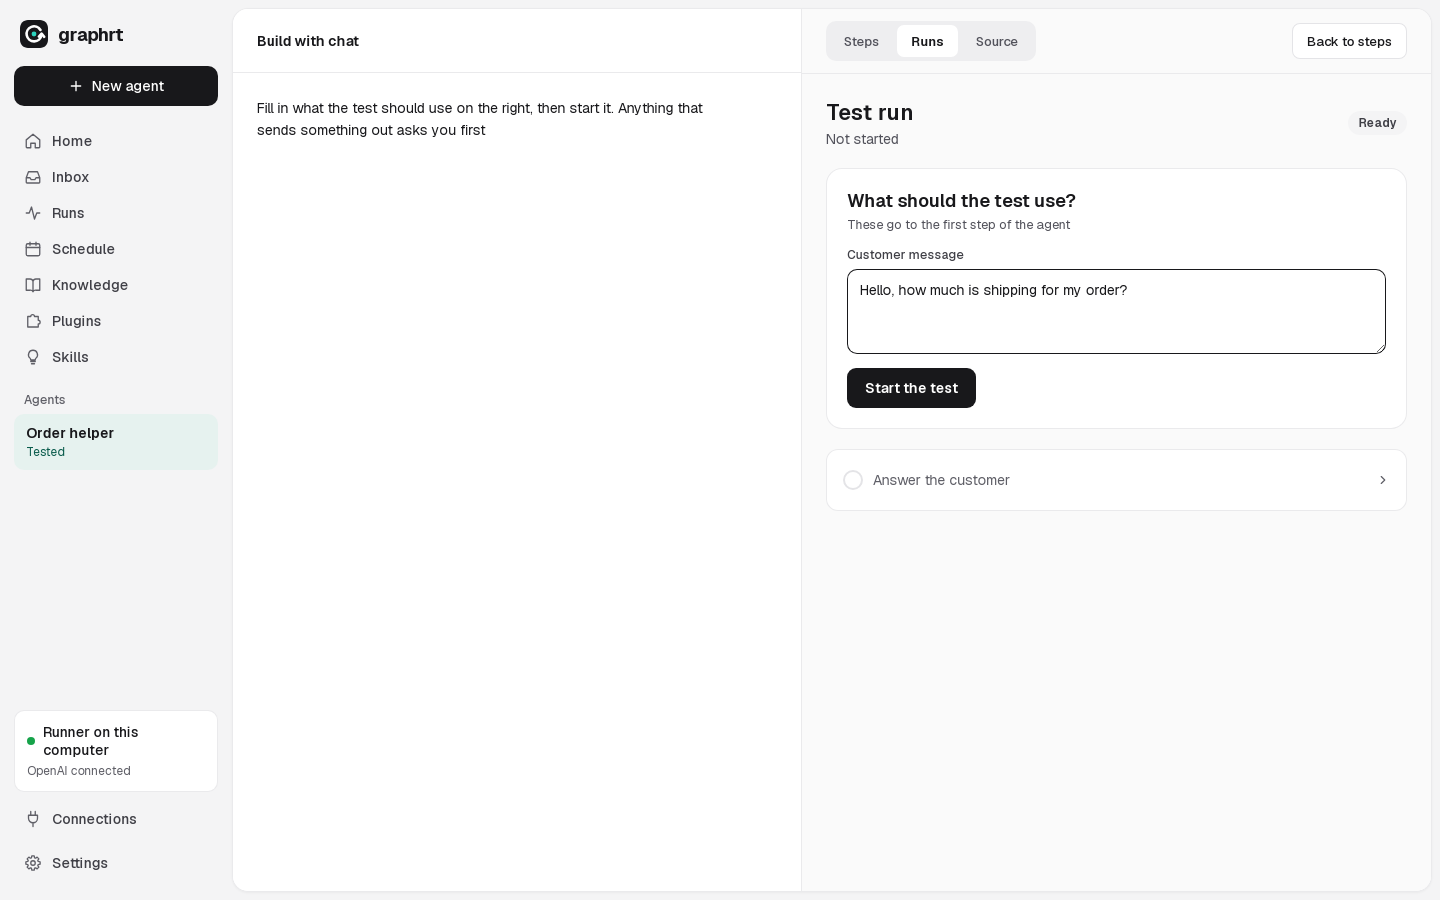 graphrt
New agent
Home
Inbox
Runs
Schedule
Knowledge
Plugins
Skills
Agents
Order helper
Tested
Runner on this
computer
OpenAI connected
Connections
Settings
Build with chat
Fill in what the test should use on the right, then start it. Anything that
sends something out asks you first
Steps
Runs
Source
Back to steps
Test run
Not started
Ready
What should the test use?
These go to the first step of the agent
Customer message
Hello, how much is shipping for my order?
Start the test
Answer the customer